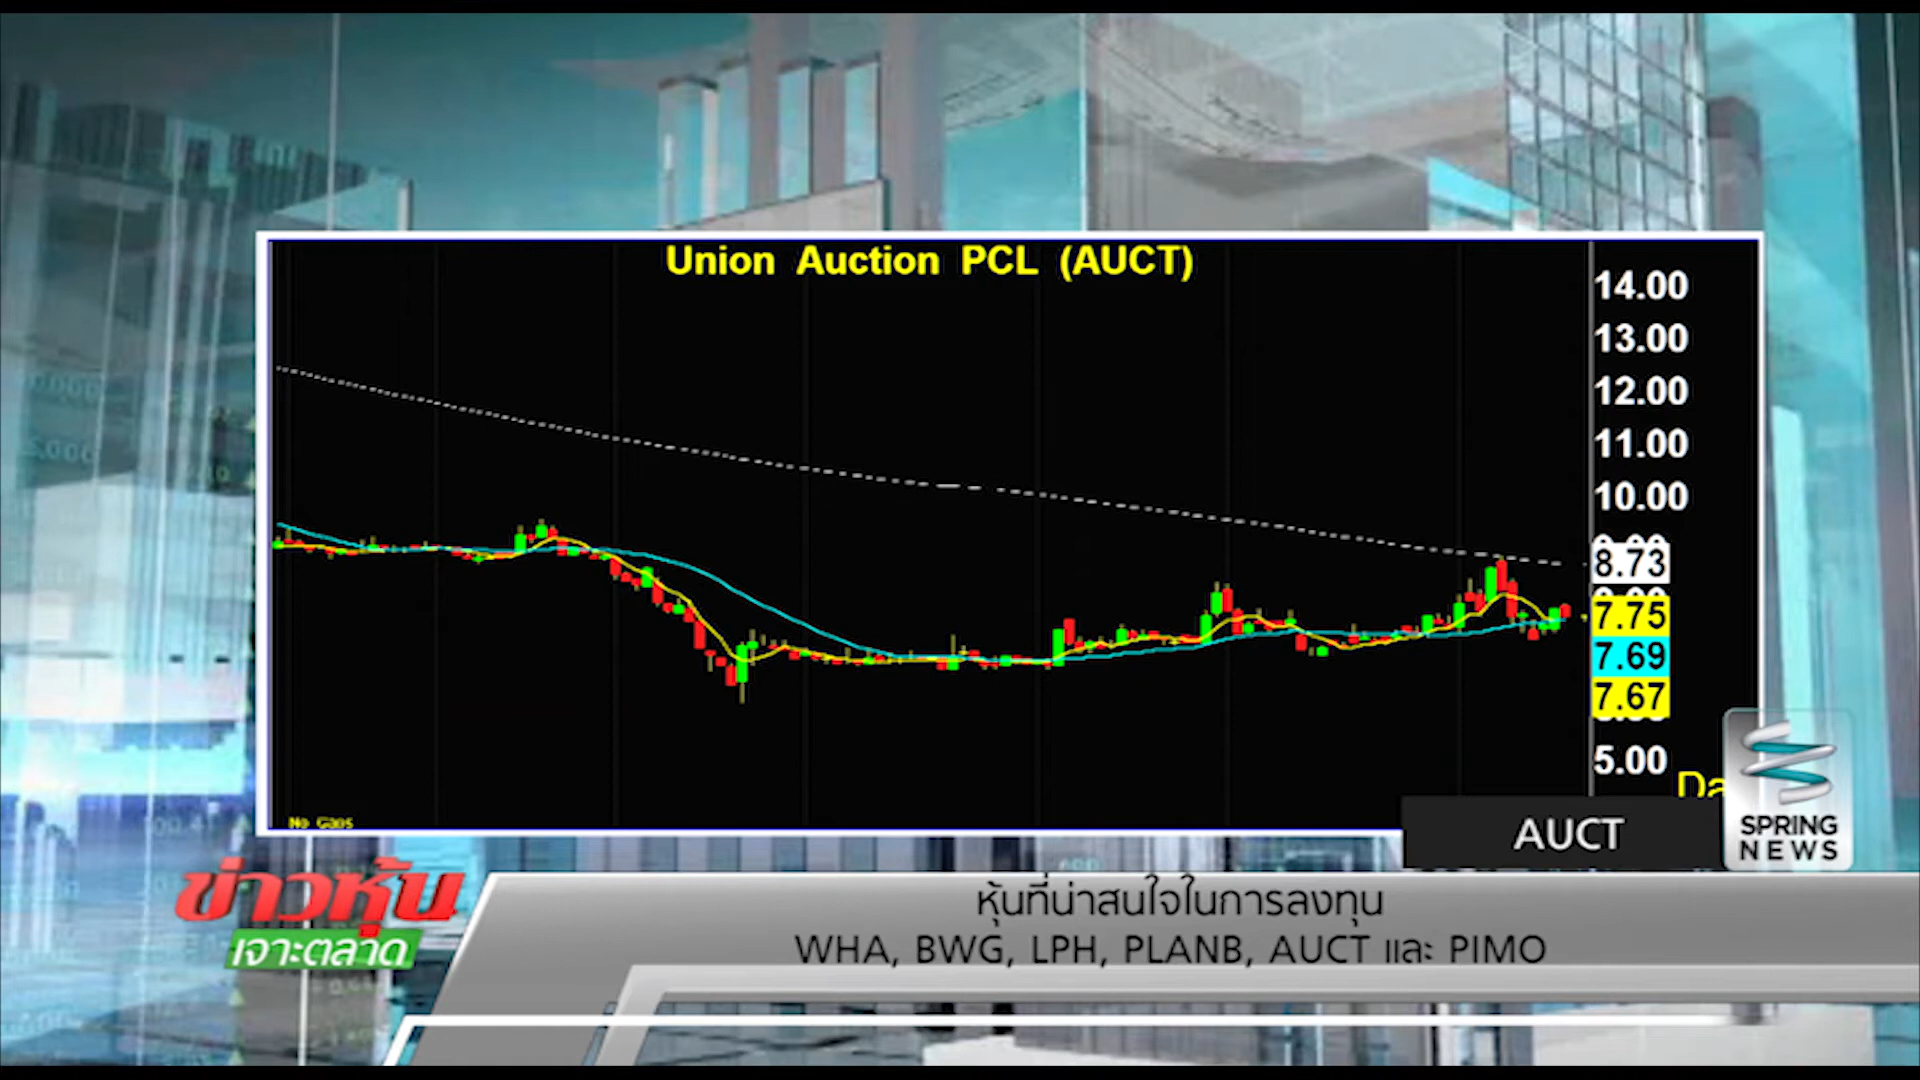 Union Auction PCL (AUCT)
14.00
13.00
12.00
11.00
10.00
8.73
7.75
7.69
7.67
5.00
No Gaps
AUCT
SPRING
NEWS
ข่าวหุ้น
เจาะตลาด
หุ้นที่น่าสนใจในการลงทุน
WHA, BWG, LPH, PLANB, AUCT และ PIMO